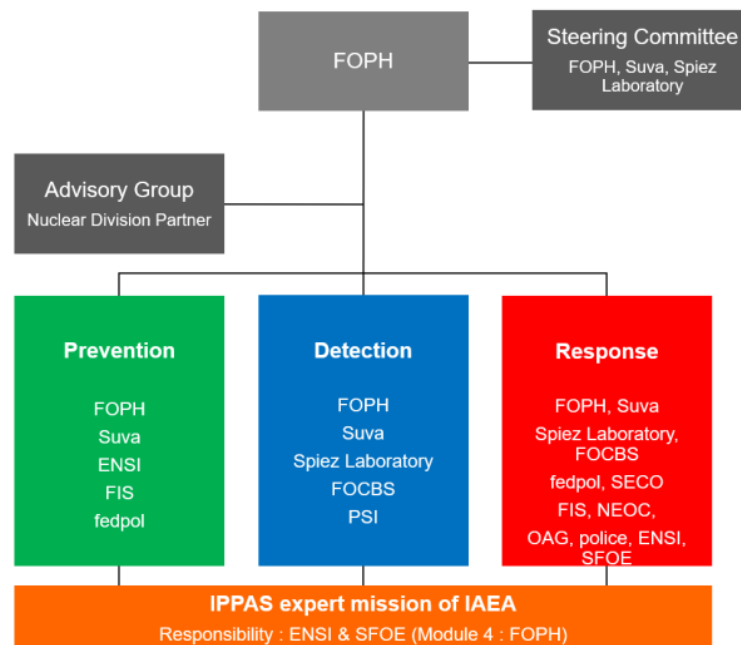 FOPH
Steering Committee
FOPH, Suva, Spiez
Laboratory
Advisory Group
Nuclear Division Partner
Prevention
FOPH
Suva
ENSI
FIS
fedpol
Detection
FOPH
Suva
Spiez Laboratory
FOCBS
PSI
Response
FOPH, Suva
Spiez Laboratory,
FOCBS
fedpol, SECO
FIS, NEOC,
OAG, police, ENSI,
SFOE
IPPAS expert mission of IAEA
Responsibility : ENSI & SFOE (Module 4 : FOPH)